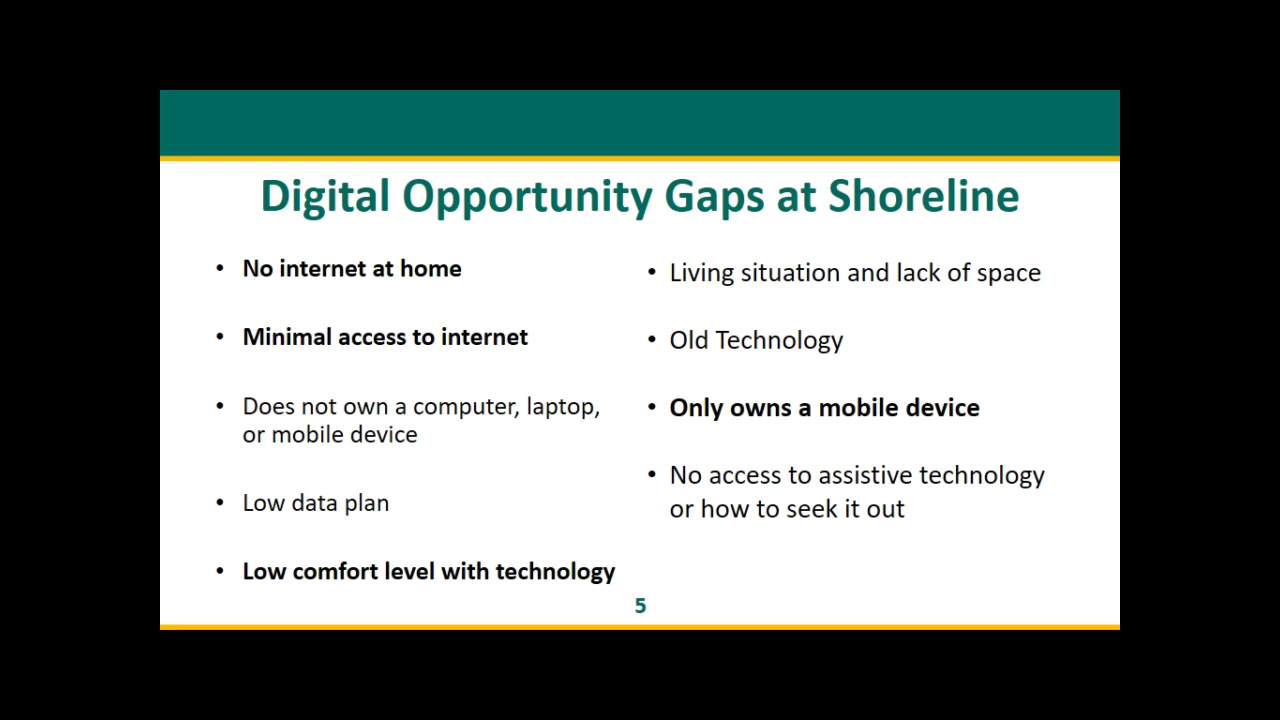 Digital Opportunity Gaps at Shoreline
• No internet at home
• Minimal access to internet
• Does not own a computer, laptop,
or mobile device
• Low data plan
• Low comfort level with technology
• Living situation and lack of space
• Old Technology
• Only owns a mobile device
• No access to assistive technology
or how to seek it out
5